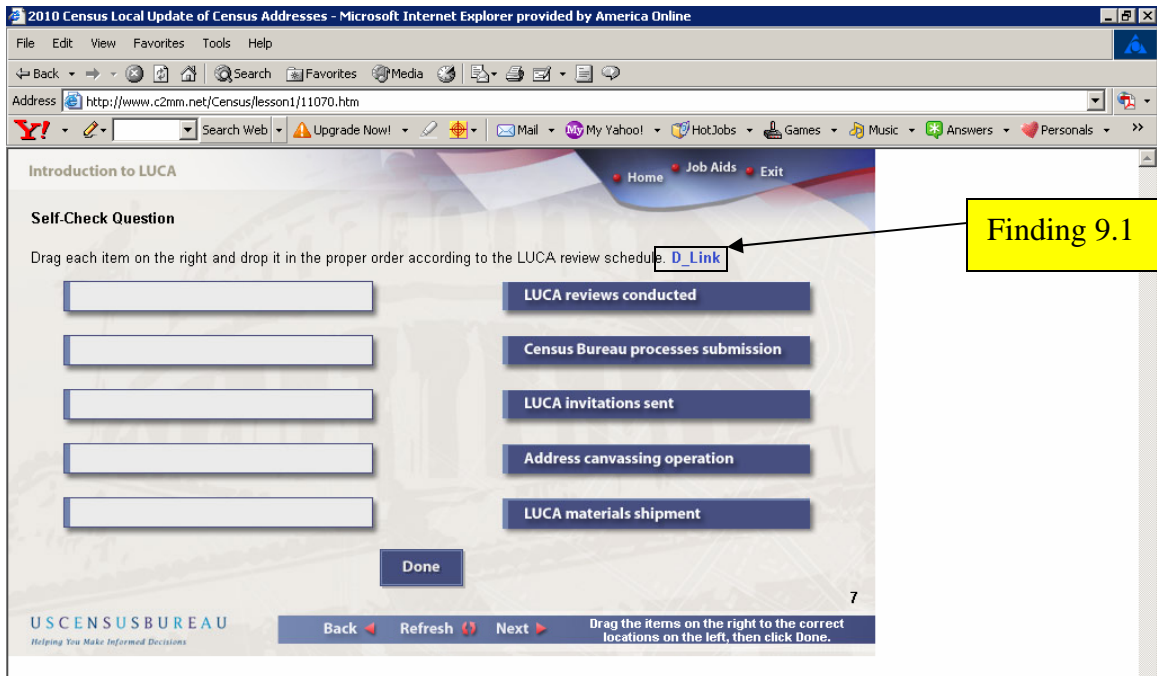 2010 Census Local Update of Census Addresses - Microsoft Internet Explorer provided by America Online
File Edit View Favorites Tools Help
Back Search Favorites Media
Address http://www.c2mm.net/Census/lesson1/11070.htm
Y! Search Web Upgrade Now! Mail My Yahoo! HotJobs Games Music Answers Personals »
Introduction to LUCA
Home Job Aids Exit
Self-Check Question
Finding 9.1
Drag each item on the right and drop it in the proper order according to the LUCA review schedule. D_Link
LUCA reviews conducted
Census Bureau processes submission
LUCA invitations sent
Address canvassing operation
LUCA materials shipment
Done
7
USCENSUSBUREAU
Helping You Make Informed Decisions
Back Refresh Next
Drag the items on the right to the correct
locations on the left, then click Done.